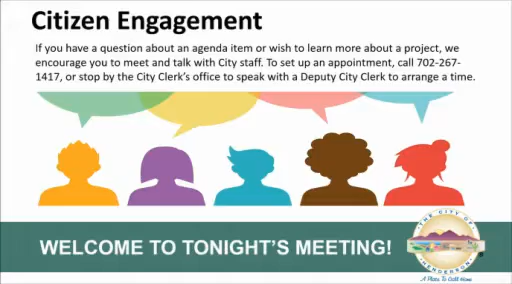 Citizen Engagement
If you have a question about an agenda item or wish to learn more about a project, we
encourage you to meet and talk with City staff. To set up an appointment, call 702-267-
1417, or stop by the City Clerk's office to speak with a Deputy City Clerk to arrange a time.
WELCOME TO TONIGHT'S MEETING!
THE CITY OF
HENDERSON
A Place To Call Home